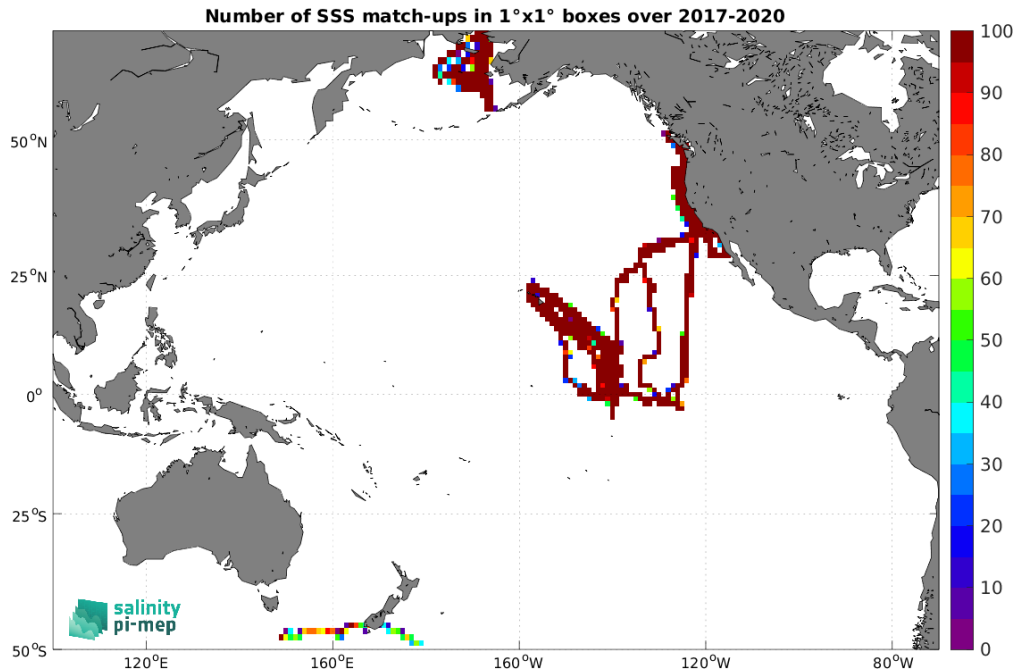 Number of SSS match-ups in 1°x1° boxes over 2017-2020
50°N
25°N
0°
25°S
50°S
120°E
160°E
160°W
120°W
80°W
100
90
80
70
60
50
40
30
20
10
0
salinity
pi-mep